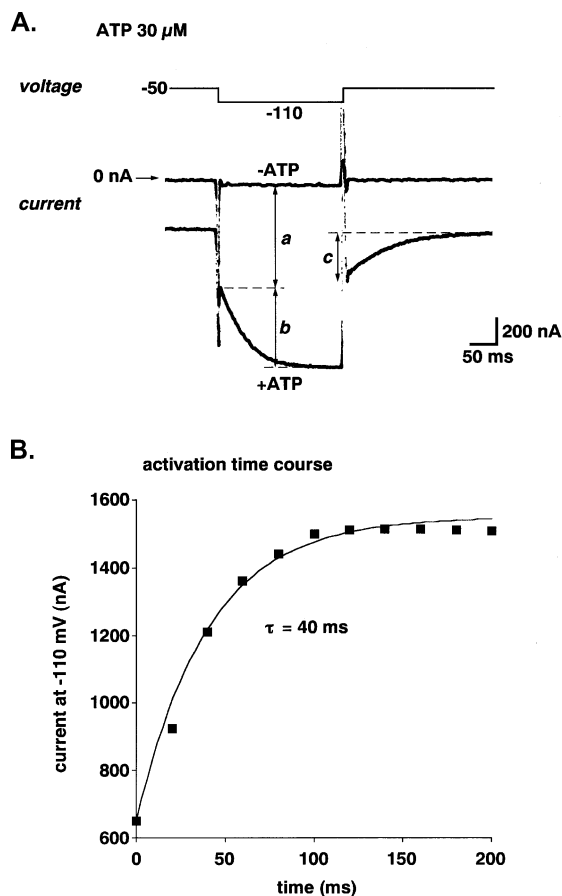 A.
ATP 30 µM
voltage
-50
-110
0 nA
-ATP
current
a
c
b
200 nA
50 ms
+ATP
B.
activation time course
1600
1400
1200
1000
800
600
current at -110 mV (nA)
τ = 40 ms
0 50 100 150 200
time (ms)